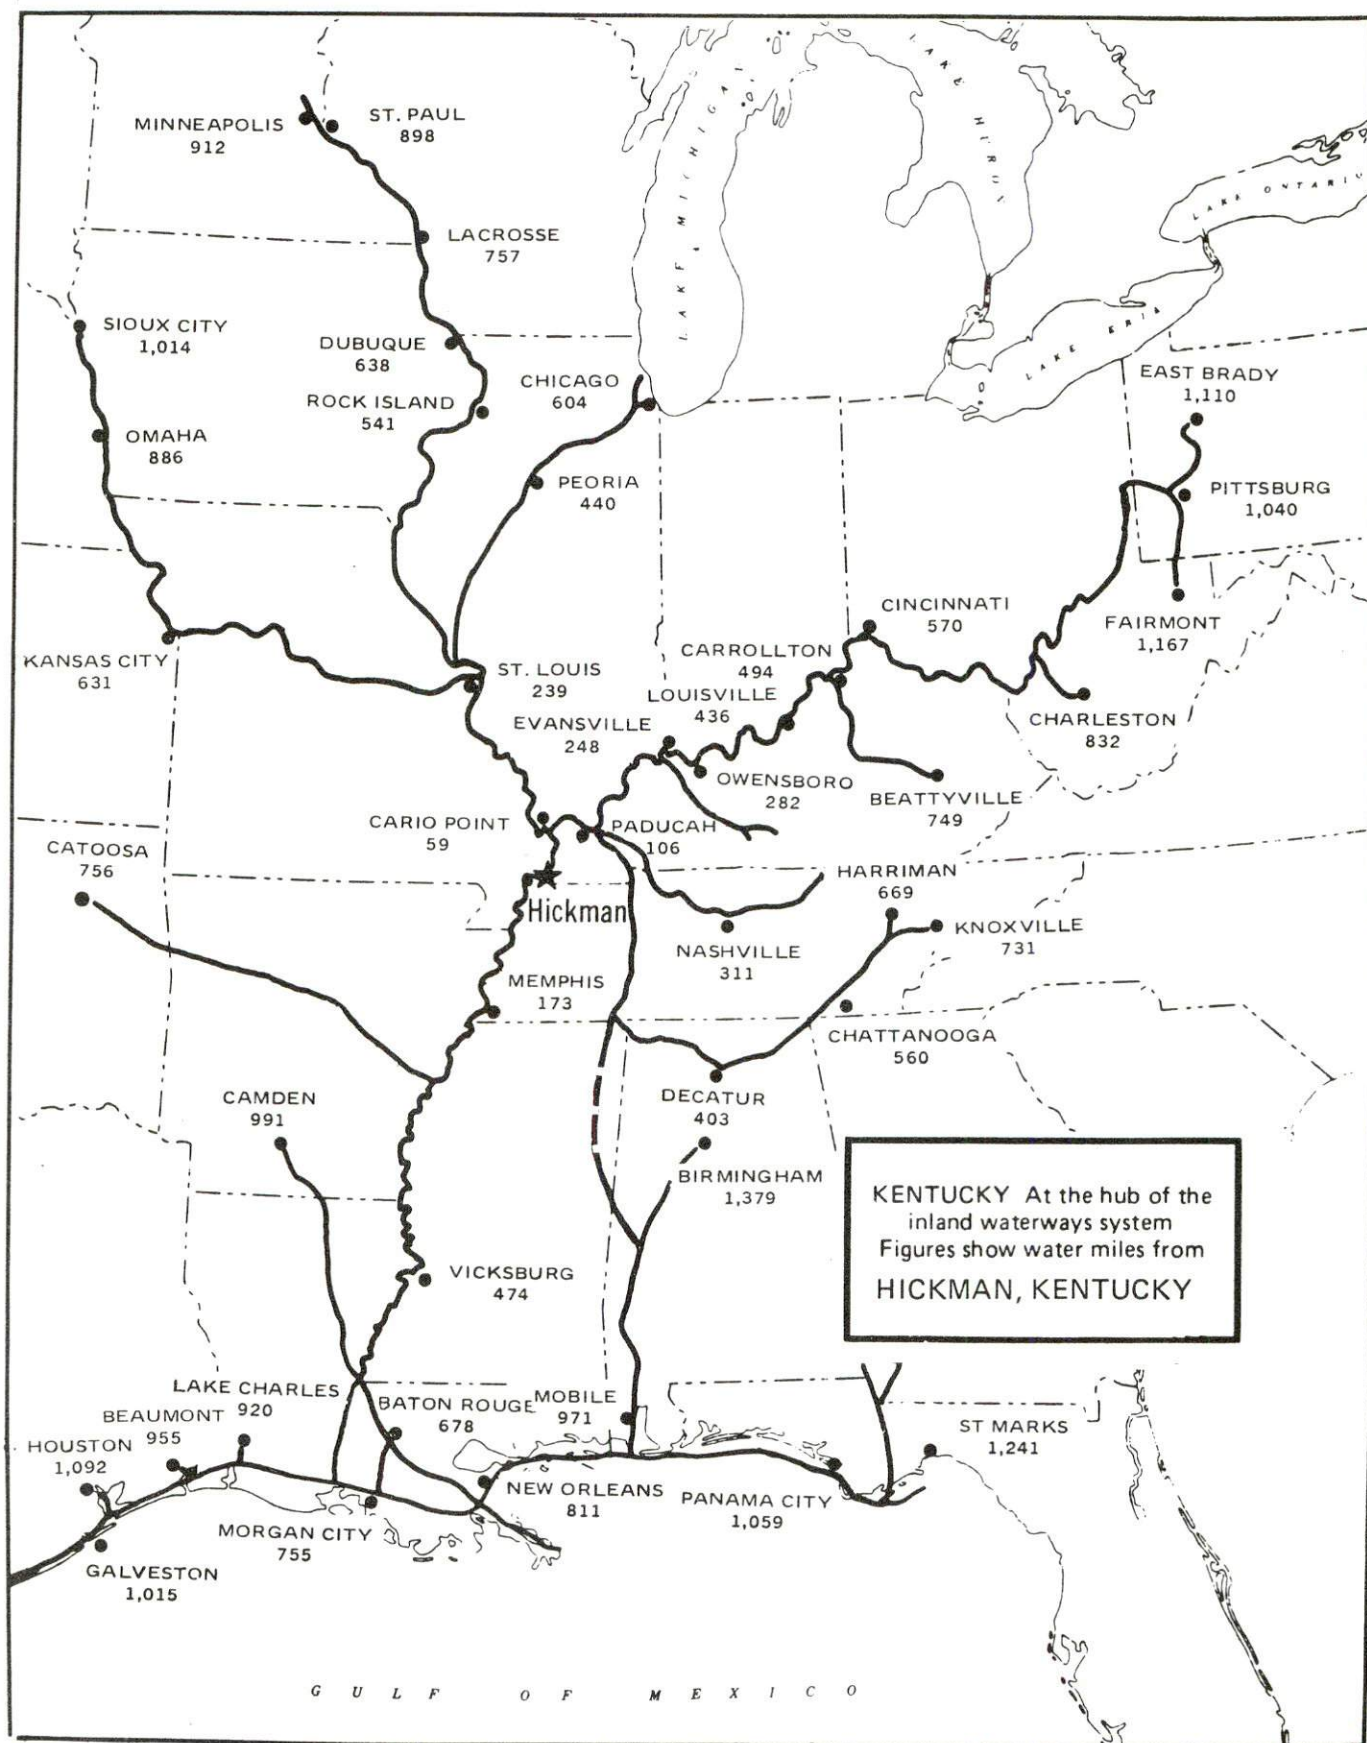 LAKE MICHIGA
LAKE HURON
LAKE ONTARIO
LAKE ERIA
MINNEAPOLIS
912
ST. PAUL
898
LACROSSE
757
SIOUX CITY
1,014
DUBUQUE
638
CHICAGO
604
EAST BRADY
1,110
ROCK ISLAND
541
OMAHA
886
PEORIA
440
PITTSBURG
1,040
CINCINNATI
570
FAIRMONT
1,167
KANSAS CITY
631
ST. LOUIS
239
CARROLLTON
494
LOUISVILLE
436
EVANSVILLE
248
CHARLESTON
832
OWENSBORO
282
BEATTYVILLE
749
CARIO POINT
59
PADUCAH
106
CATOOSA
756
HARRIMAN
669
Hickman
NASHVILLE
311
KNOXVILLE
731
MEMPHIS
173
CHATTANOOGA
560
CAMDEN
991
DECATUR
403
BIRMINGHAM
1,379
KENTUCKY At the hub of the
inland waterways system
Figures show water miles from
HICKMAN, KENTUCKY
VICKSBURG
474
LAKE CHARLES
920
BATON ROUGE
678
MOBILE
971
BEAUMONT
955
HOUSTON
1,092
ST MARKS
1,241
NEW ORLEANS
811
PANAMA CITY
1,059
MORGAN CITY
755
GALVESTON
1,015
GULF OF MEXICO